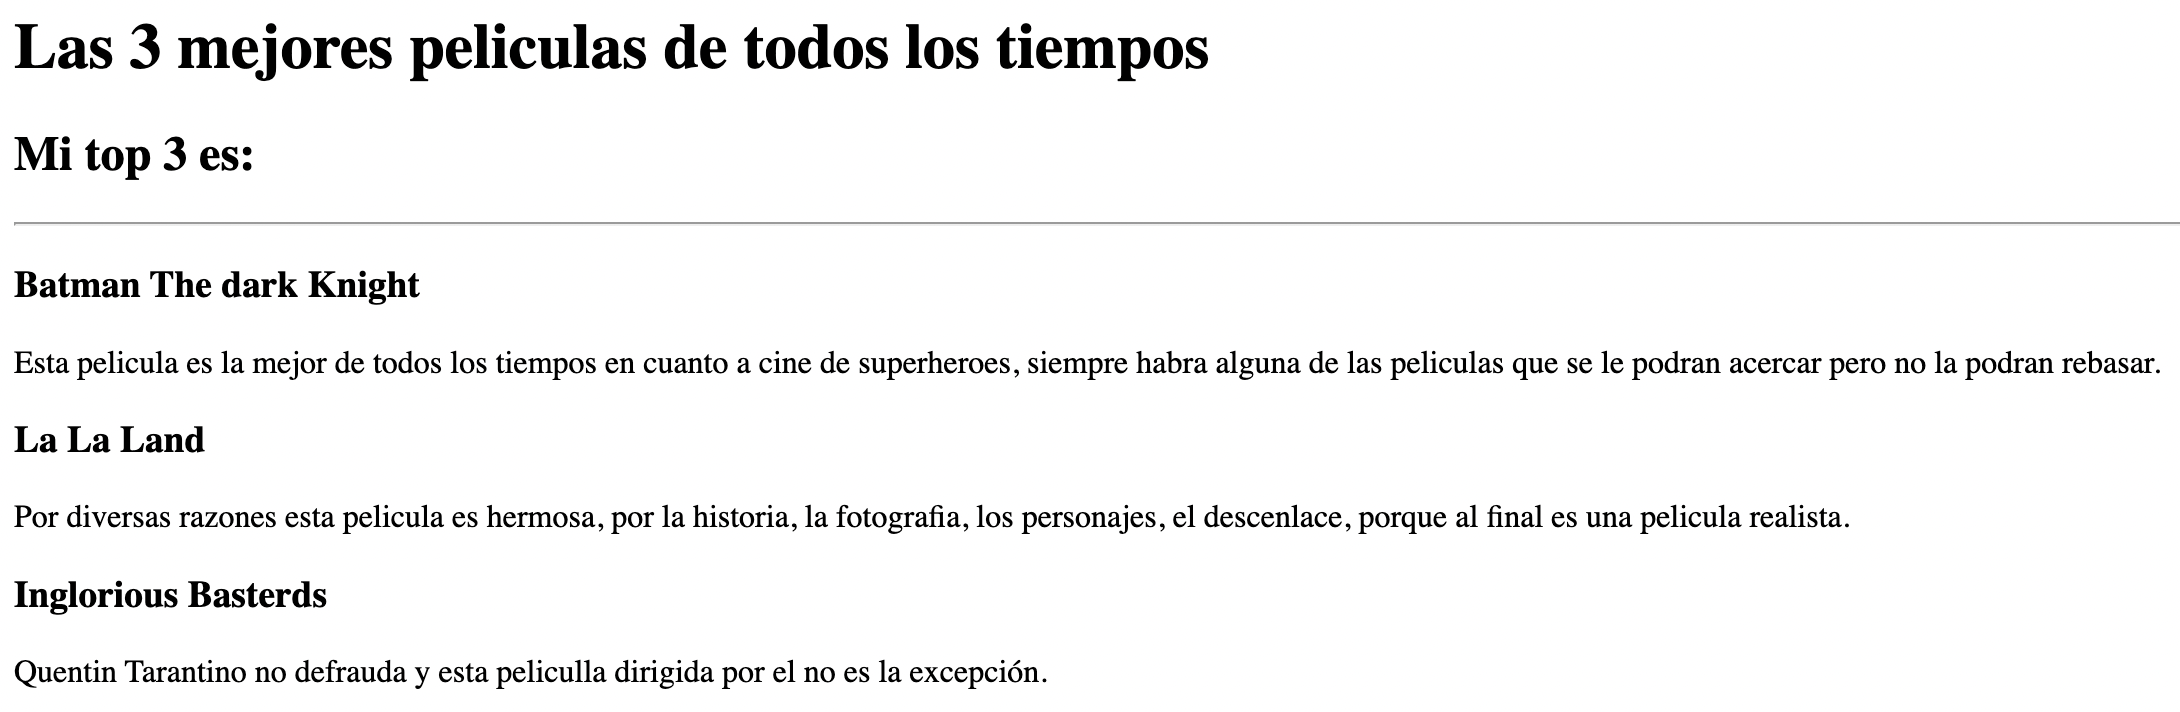 Las 3 mejores peliculas de todos los tiempos
Mi top 3 es:
Batman The dark Knight
Esta pelicula es la mejor de todos los tiempos en cuanto a cine de superheroes, siempre habra alguna de las peliculas que se le podran acercar pero no la podran rebasar.
La La Land
Por diversas razones esta pelicula es hermosa, por la historia, la fotografia, los personajes, el descenlace, porque al final es una pelicula realista.
Inglorious Basterds
Quentin Tarantino no defrauda y esta peliculla dirigida por el no es la excepción.